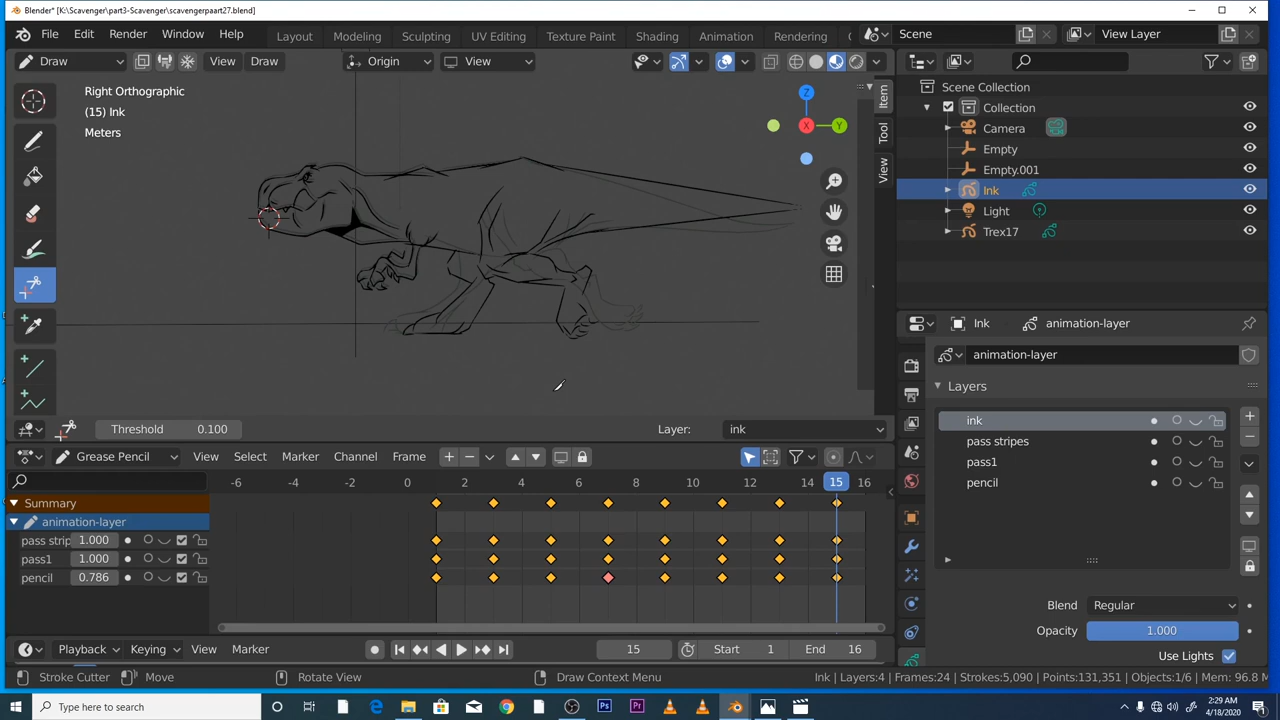 Blender* [K:\Scavenger\part3-Scavenger\scavengerpaart27.blend]
File Edit Render Window Help Layout Modeling Sculpting UV Editing Texture Paint Shading Animation Rendering Scene View Layer
Draw View Draw Origin View
Right Orthographic
(15) Ink
Meters
Z
X Y
Item
Tool
View
Scene Collection
Collection
Camera
Empty
Empty.001
Ink
Light
Trex17
Ink animation-layer
animation-layer
Layers
ink
pass stripes
pass1
pencil
Blend Regular
Opacity 1.000
Use Lights
Threshold 0.100 Layer: ink
Grease Pencil View Select Marker Channel Frame
-6 -4 -2 0 2 4 6 8 10 12 14 15 16
Summary
animation-layer
pass strip 1.000
pass1 1.000
pencil 0.786
Playback Keying View Marker 15 Start 1 End 16
Stroke Cutter Move Rotate View Draw Context Menu Ink | Layers:4 | Frames:24 | Strokes:5,090 | Points:131,351 | Objects:1/6 | Mem: 96.8 M
Type here to search
Ps Pr
2:29 AM
4/18/2020